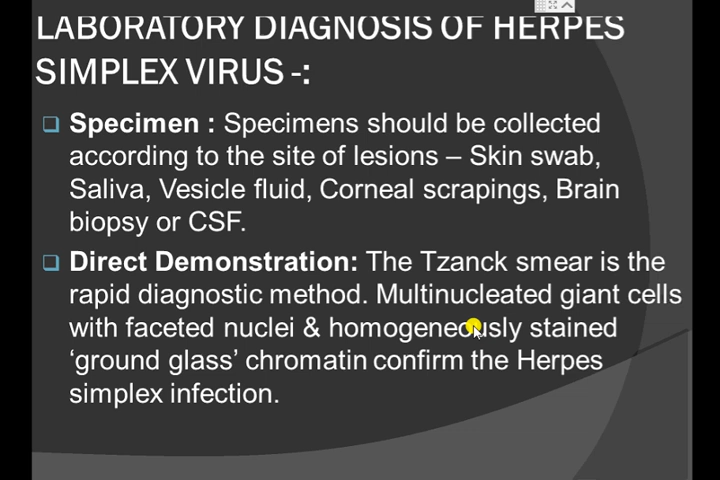 LABORATORY DIAGNOSIS OF HERPES
SIMPLEX VIRUS -:
❑ Specimen : Specimens should be collected
according to the site of lesions – Skin swab,
Saliva, Vesicle fluid, Corneal scrapings, Brain
biopsy or CSF.
❑ Direct Demonstration: The Tzanck smear is the
rapid diagnostic method. Multinucleated giant cells
with faceted nuclei & homogeneously stained
‘ground glass’ chromatin confirm the Herpes
simplex infection.